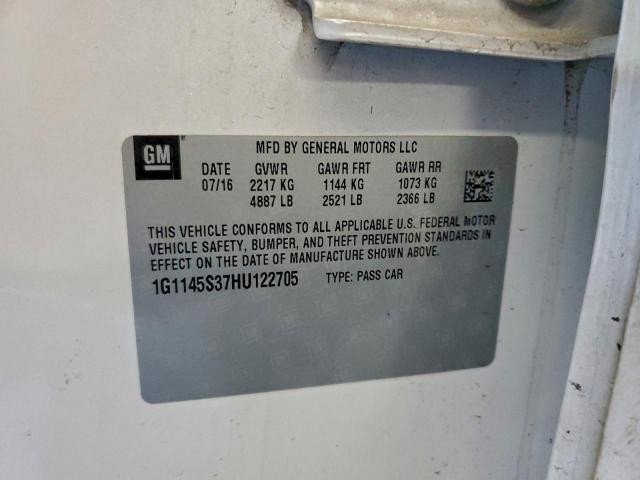 GM
MFD BY GENERAL MOTORS LLC
DATE GVWR GAWR FRT GAWR RR
07/16 2217 KG 1144 KG 1073 KG
4887 LB 2521 LB 2366 LB
THIS VEHICLE CONFORMS TO ALL APPLICABLE U.S. FEDERAL MOTOR
VEHICLE SAFETY, BUMPER, AND THEFT PREVENTION STANDARDS IN
EFFECT ON THE DATE OF MANUFACTURE SHOWN ABOVE.
1G1145S37HU122705 TYPE: PASS CAR